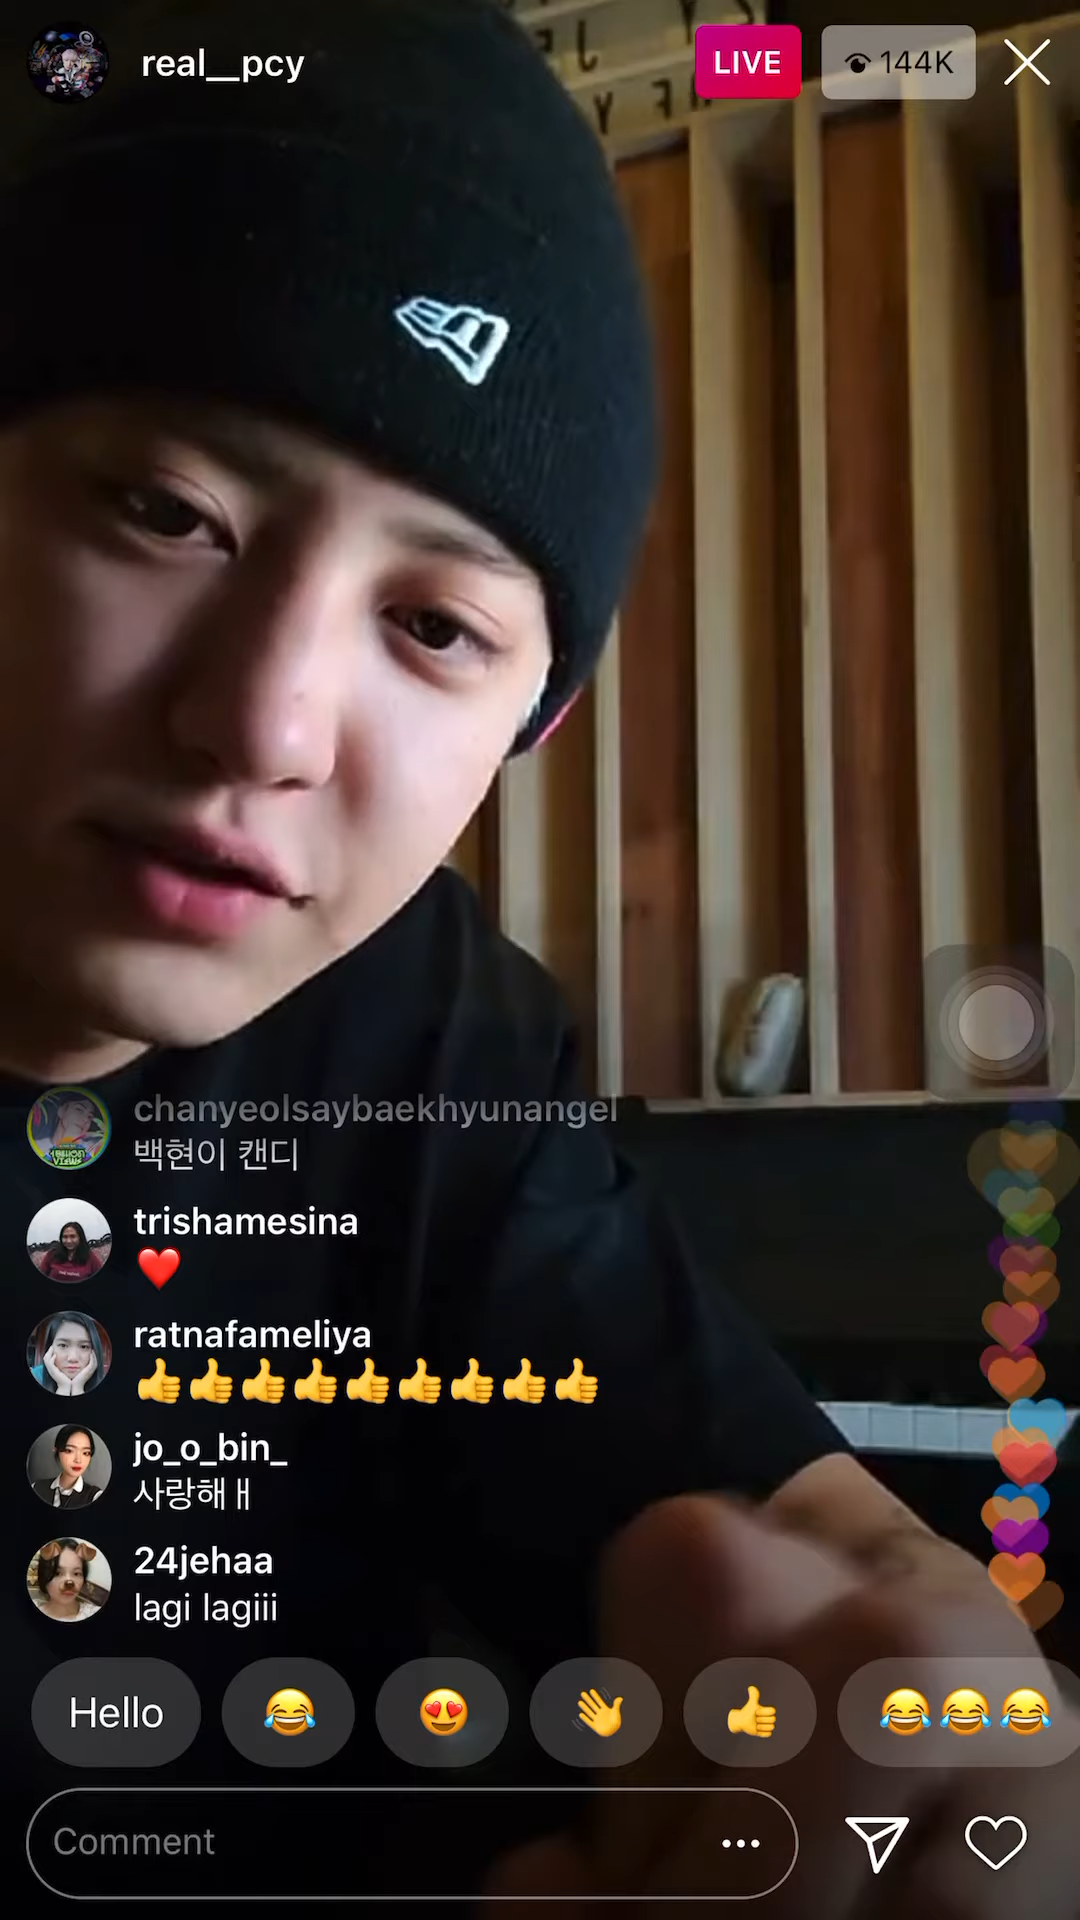 real__pcy
LIVE
144K
chanyeolsaybaekhyunangel
백현이 캔디
trishamesina
❤️
ratnafameliya
👍👍👍👍👍👍👍👍👍
jo_o_bin_
사랑해ㅐ
24jehaa
lagi lagiii
Hello 😂 😍 👋 👍 😂😂😂
Comment